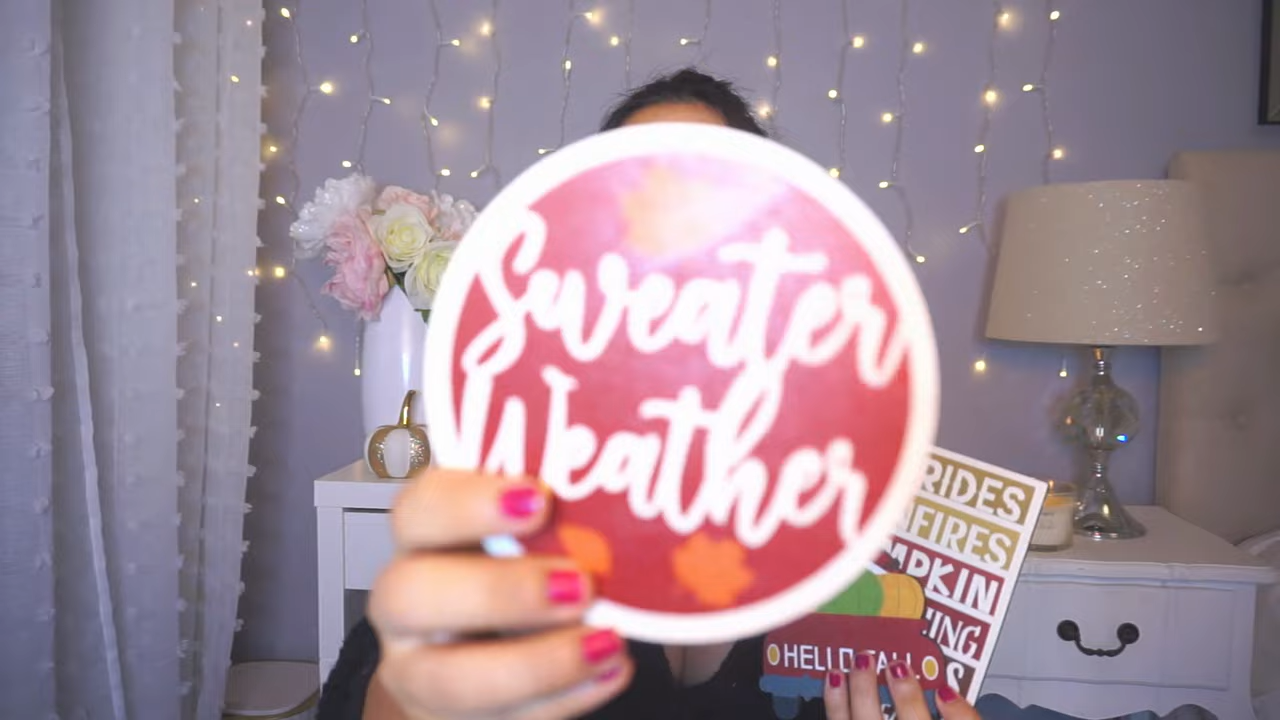 Sweater
Weather
RIDES
FIRES
MPKIN
ING
S
HELLO FALL